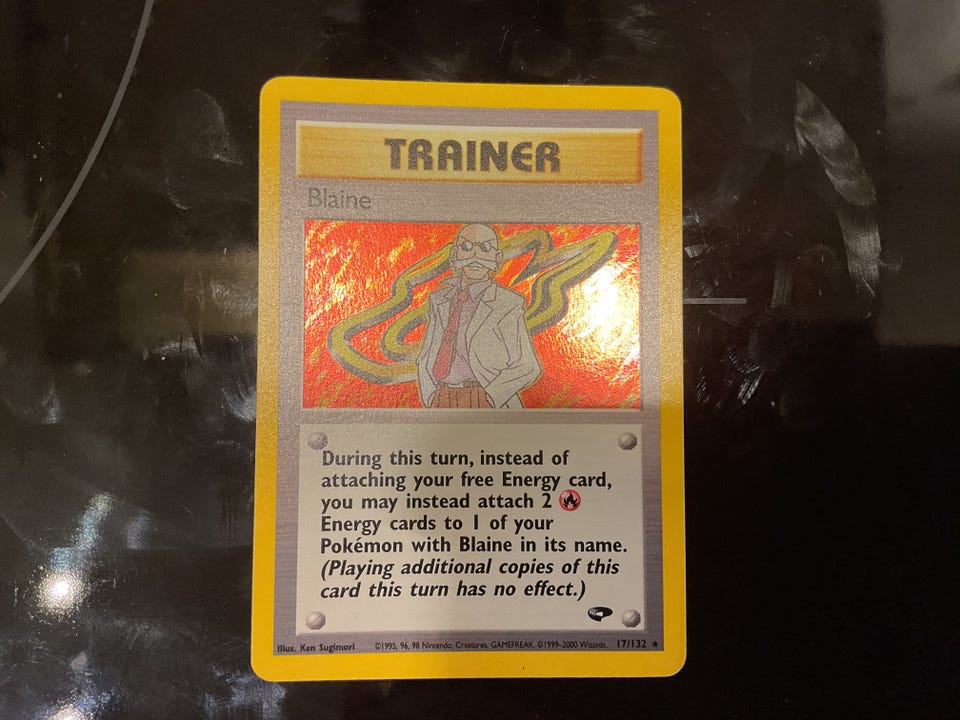 TRAINER
Blaine
During this turn, instead of
attaching your free Energy card,
you may instead attach 2
Energy cards to 1 of your
Pokémon with Blaine in its name.
(Playing additional copies of this
card this turn has no effect.)
Illus. Ken Sugimori ©1995, 96, 98 Nintendo, Creatures, GAMEFREAK. ©1999-2000 Wizards. 17/132 ★